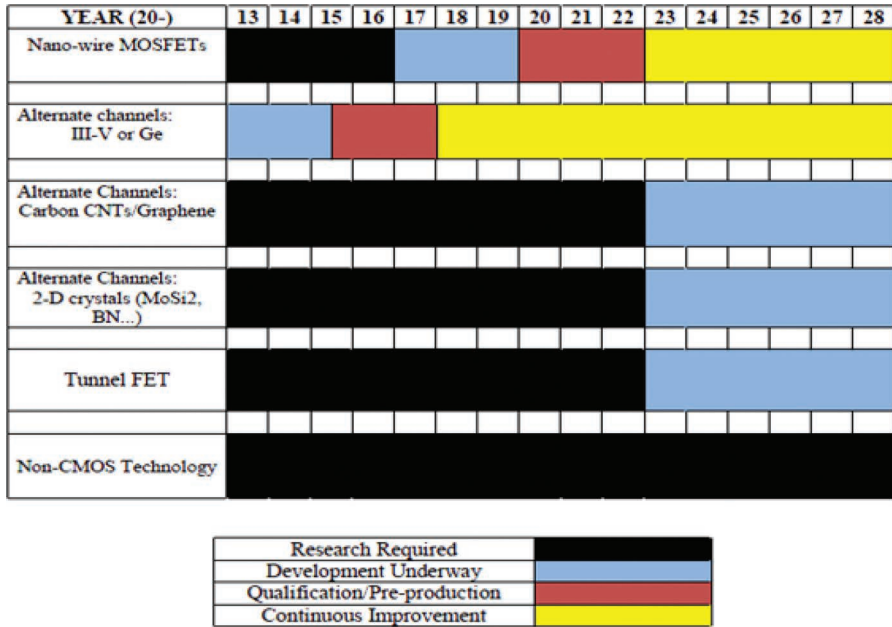 YEAR (20-) 13 14 15 16 17 18 19 20 21 22 23 24 25 26 27 28
Nano-wire MOSFETs
Alternate channels:
III-V or Ge
Alternate Channels:
Carbon CNTs/Graphene
Alternate Channels:
2-D crystals (MoSi2,
BN...)
Tunnel FET
Non-CMOS Technology
Research Required
Development Underway
Qualification/Pre-production
Continuous Improvement